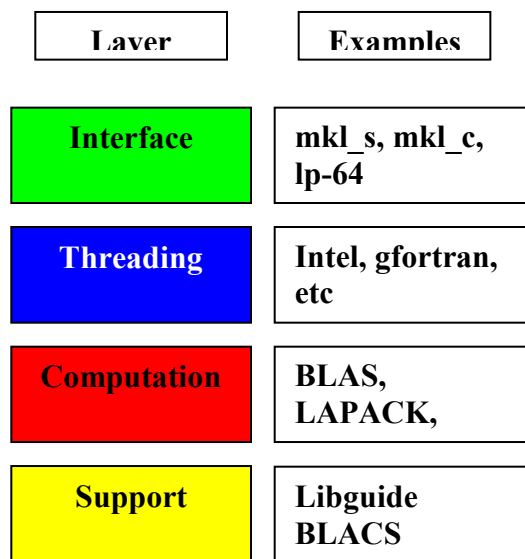 Layer
Examples
Interface
mkl_s, mkl_c,
lp-64
Threading
Intel, gfortran,
etc
Computation
BLAS,
LAPACK,
Support
Libguide
BLACS